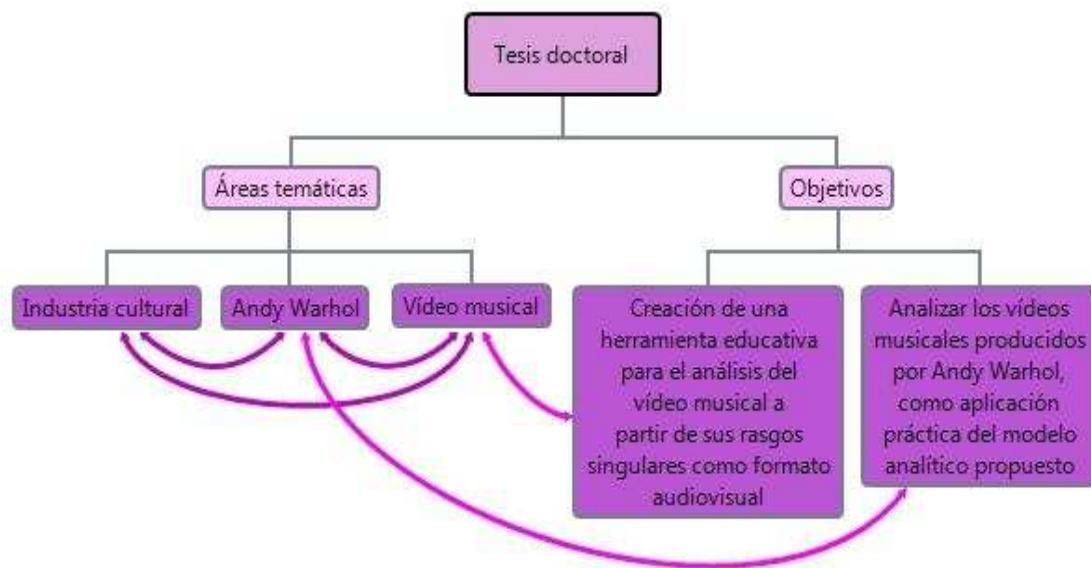 Tesis doctoral
Áreas temáticas
Objetivos
Industria cultural
Andy Warhol
Vídeo musical
Creación de una
herramienta educativa
para el análisis del
vídeo musical a
partir de sus rasgos
singulares como formato
audiovisual
Analizar los vídeos
musicales producidos
por Andy Warhol,
como aplicación
práctica del modelo
analítico propuesto